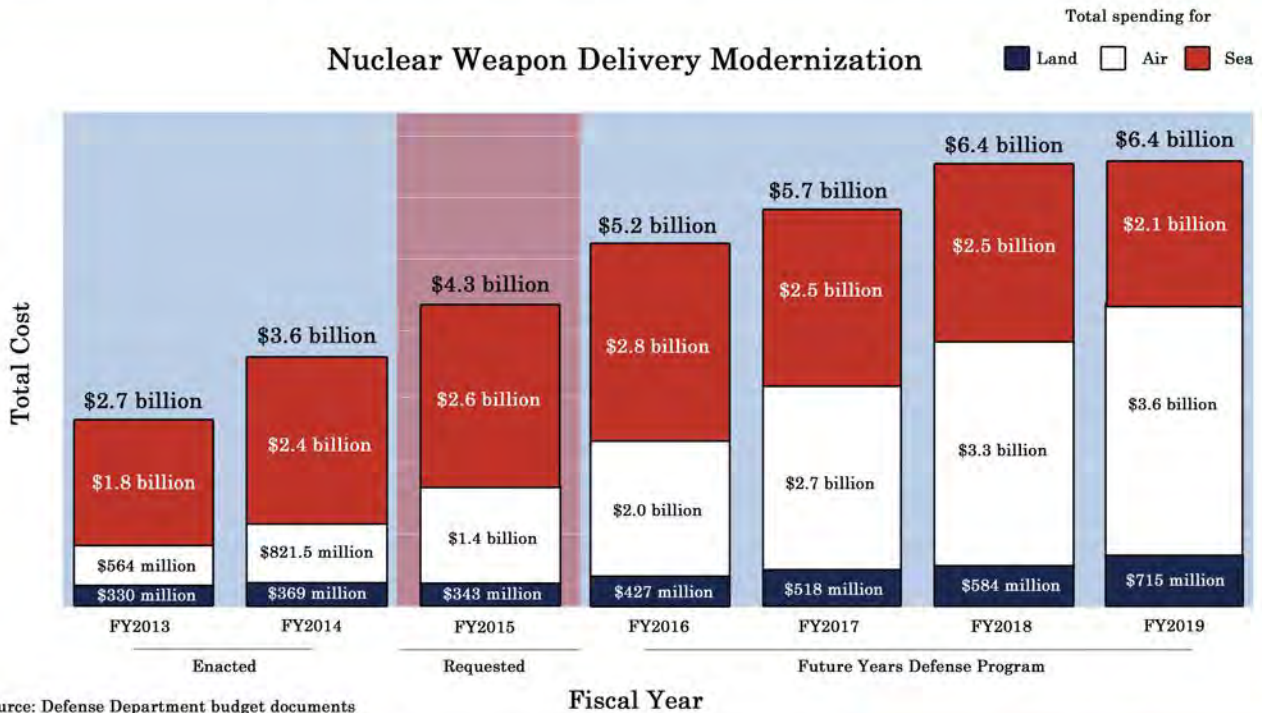 Total spending for
Nuclear Weapon Delivery Modernization
Land Air Sea
Total Cost
$2.7 billion
$1.8 billion
$564 million
$330 million
$3.6 billion
$2.4 billion
$821.5 million
$369 million
$4.3 billion
$2.6 billion
$1.4 billion
$343 million
$5.2 billion
$2.8 billion
$2.0 billion
$427 million
$5.7 billion
$2.5 billion
$2.7 billion
$518 million
$6.4 billion
$2.5 billion
$3.3 billion
$584 million
$6.4 billion
$2.1 billion
$3.6 billion
$715 million
FY2013 FY2014 FY2015 FY2016 FY2017 FY2018 FY2019
Enacted Requested Future Years Defense Program
Fiscal Year
urce: Defense Department budget documents